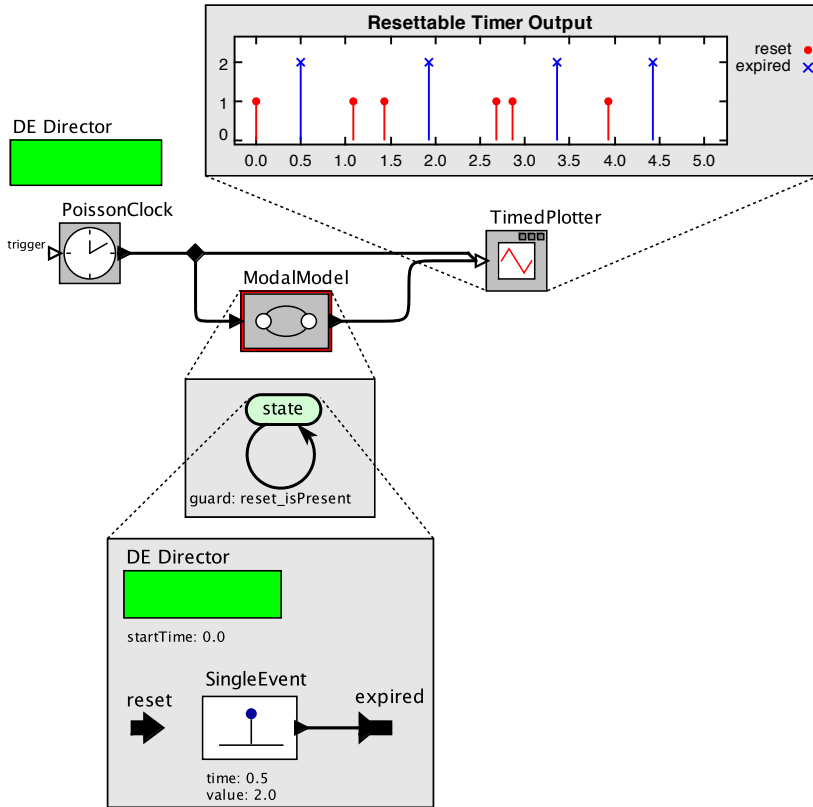 Resettable Timer Output
reset
expired
2
1
0
0.0 0.5 1.0 1.5 2.0 2.5 3.0 3.5 4.0 4.5 5.0
DE Director
PoissonClock
trigger
TimedPlotter
ModalModel
state
guard: reset_isPresent
DE Director
startTime: 0.0
SingleEvent
reset
expired
time: 0.5
value: 2.0